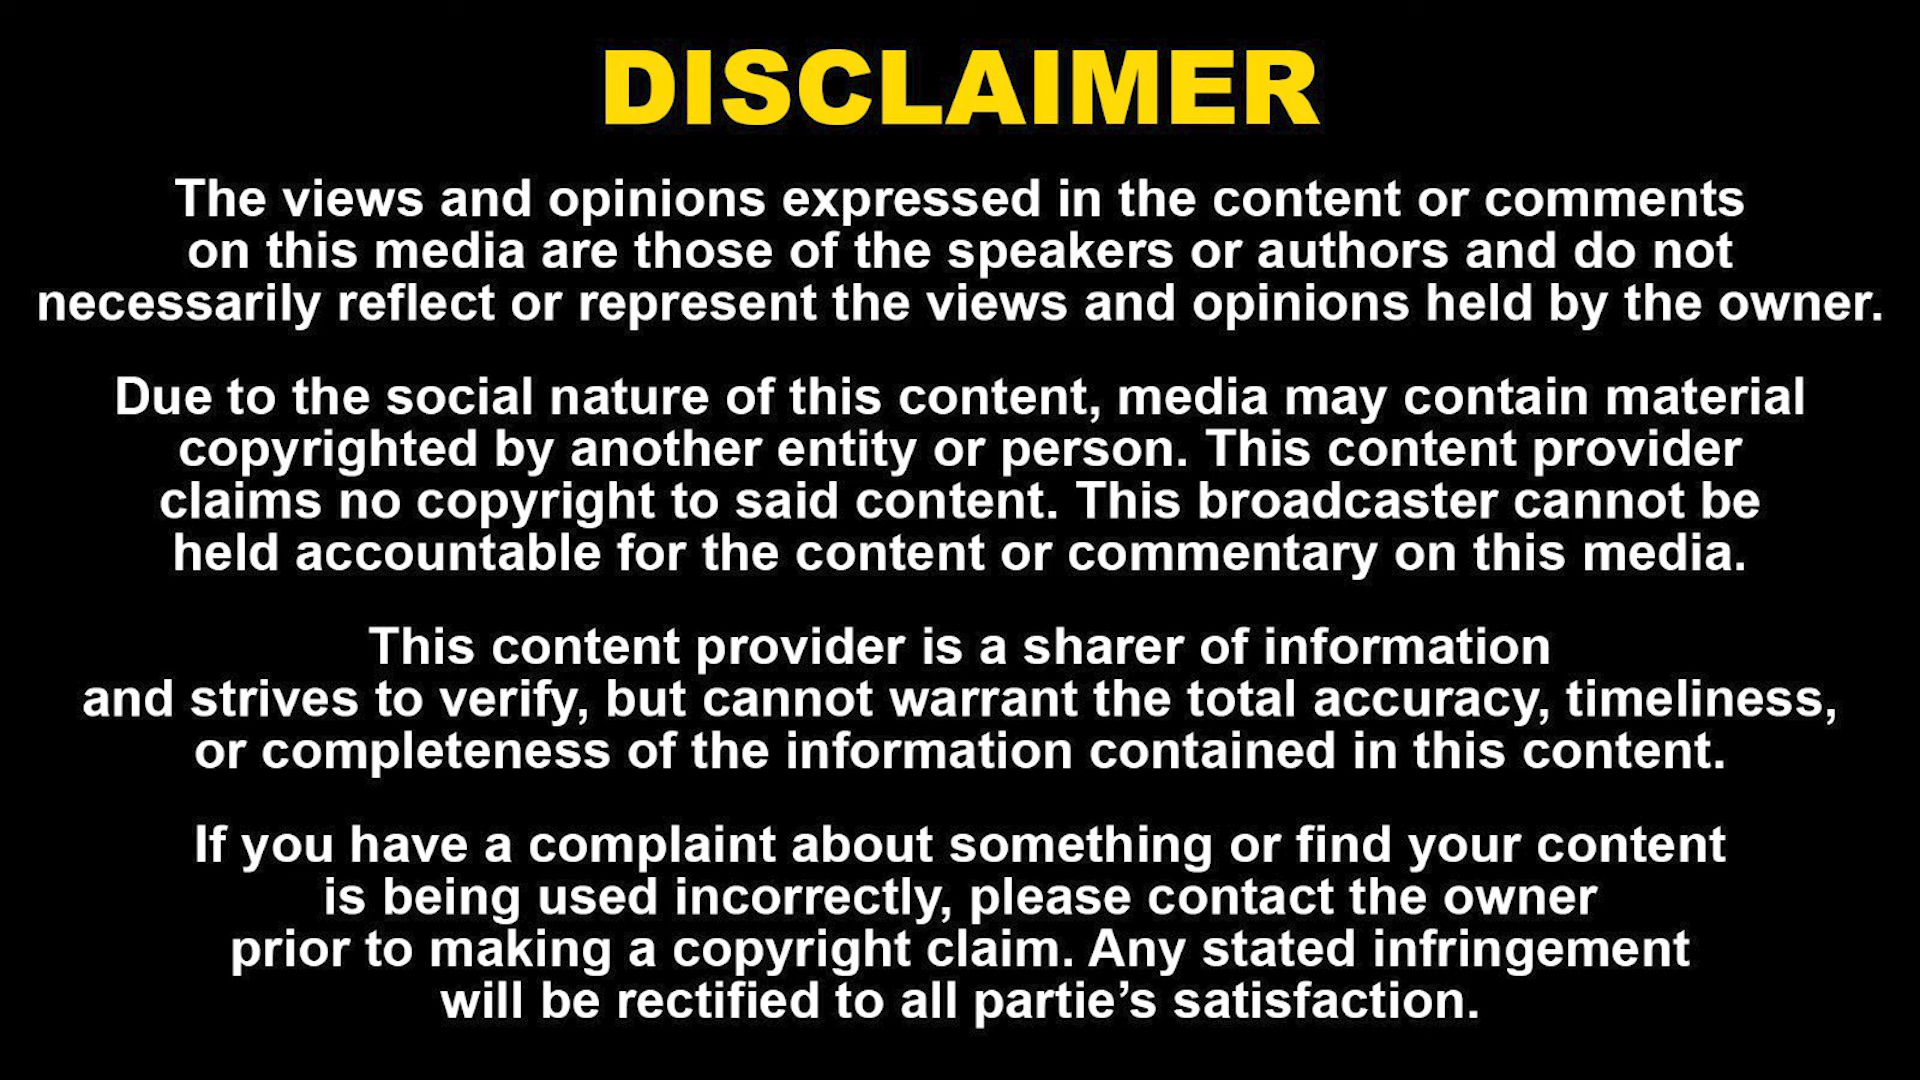 DISCLAIMER
The views and opinions expressed in the content or comments
on this media are those of the speakers or authors and do not
necessarily reflect or represent the views and opinions held by the owner.
Due to the social nature of this content, media may contain material
copyrighted by another entity or person. This content provider
claims no copyright to said content. This broadcaster cannot be
held accountable for the content or commentary on this media.
This content provider is a sharer of information
and strives to verify, but cannot warrant the total accuracy, timeliness,
or completeness of the information contained in this content.
If you have a complaint about something or find your content
is being used incorrectly, please contact the owner
prior to making a copyright claim. Any stated infringement
will be rectified to all partie’s satisfaction.